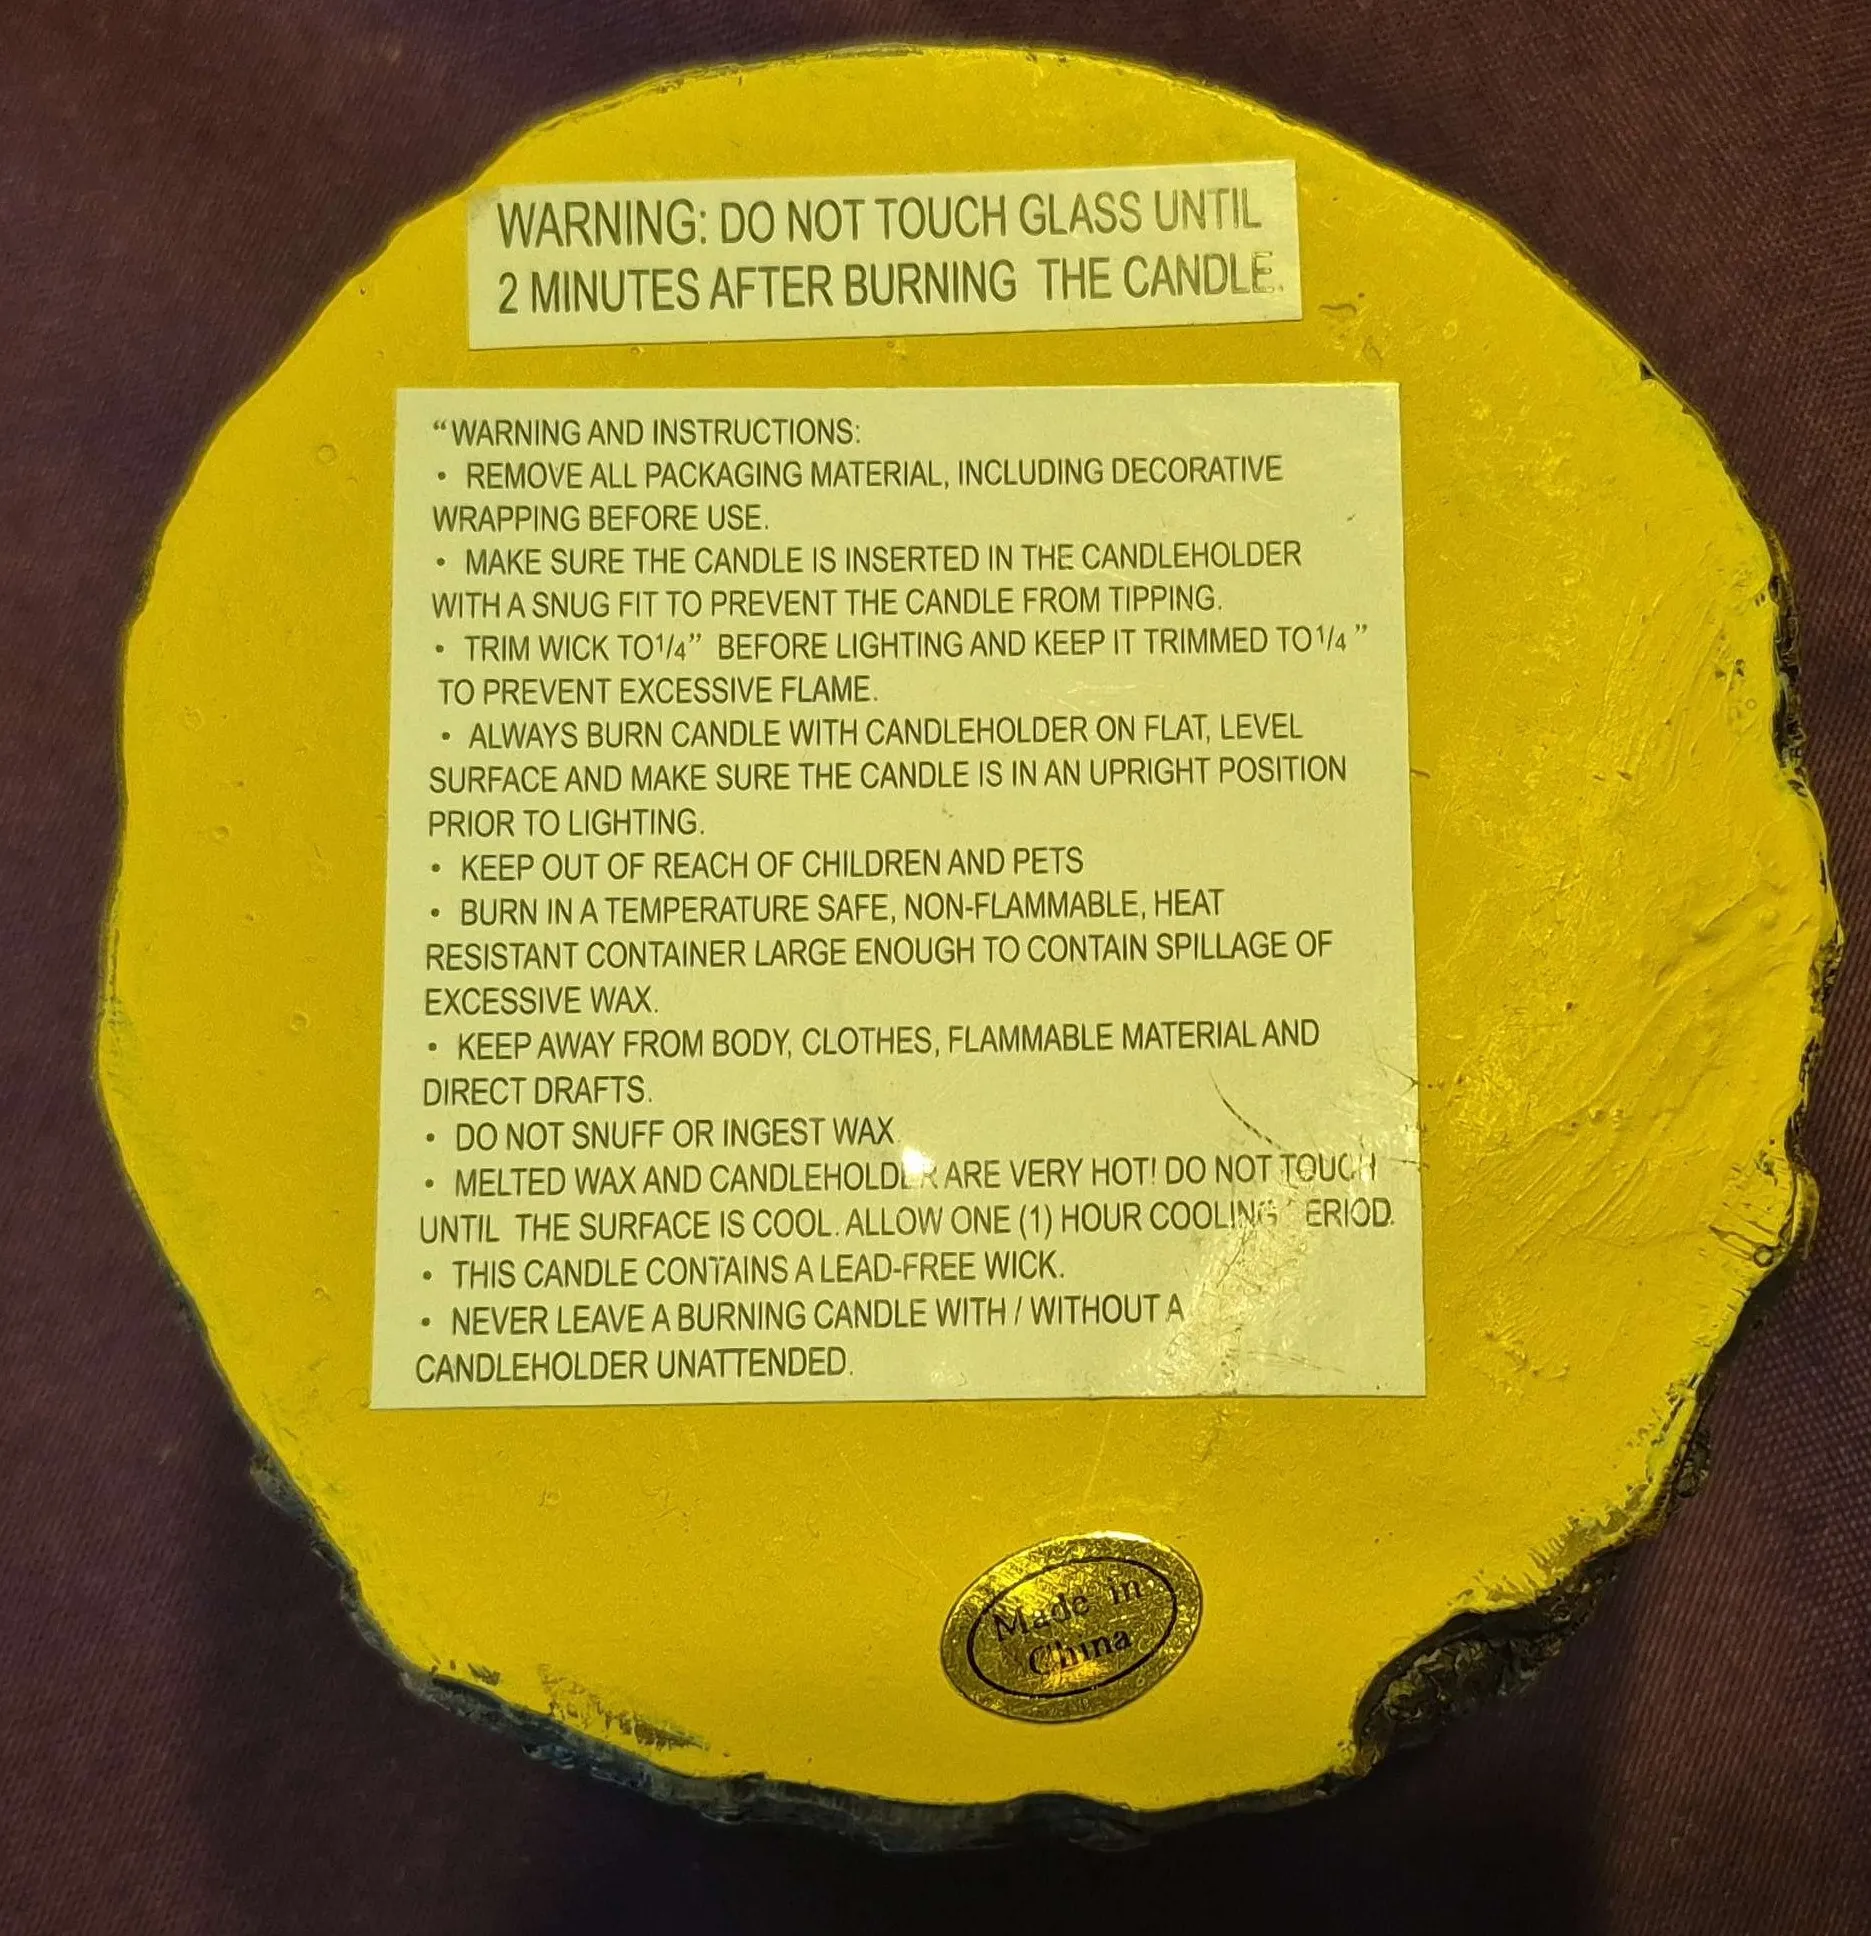 WARNING: DO NOT TOUCH GLASS UNTIL
2 MINUTES AFTER BURNING THE CANDLE.
“WARNING AND INSTRUCTIONS:
• REMOVE ALL PACKAGING MATERIAL, INCLUDING DECORATIVE
WRAPPING BEFORE USE.
• MAKE SURE THE CANDLE IS INSERTED IN THE CANDLEHOLDER
WITH A SNUG FIT TO PREVENT THE CANDLE FROM TIPPING.
• TRIM WICK TO 1/4” BEFORE LIGHTING AND KEEP IT TRIMMED TO 1/4 ”
TO PREVENT EXCESSIVE FLAME.
• ALWAYS BURN CANDLE WITH CANDLEHOLDER ON FLAT, LEVEL
SURFACE AND MAKE SURE THE CANDLE IS IN AN UPRIGHT POSITION
PRIOR TO LIGHTING.
• KEEP OUT OF REACH OF CHILDREN AND PETS
• BURN IN A TEMPERATURE SAFE, NON-FLAMMABLE, HEAT
RESISTANT CONTAINER LARGE ENOUGH TO CONTAIN SPILLAGE OF
EXCESSIVE WAX.
• KEEP AWAY FROM BODY, CLOTHES, FLAMMABLE MATERIAL AND
DIRECT DRAFTS.
• DO NOT SNUFF OR INGEST WAX
• MELTED WAX AND CANDLEHOLDER ARE VERY HOT! DO NOT TOUCH
UNTIL THE SURFACE IS COOL. ALLOW ONE (1) HOUR COOLING PERIOD.
• THIS CANDLE CONTAINS A LEAD-FREE WICK.
• NEVER LEAVE A BURNING CANDLE WITH / WITHOUT A
CANDLEHOLDER UNATTENDED.
Made in
China